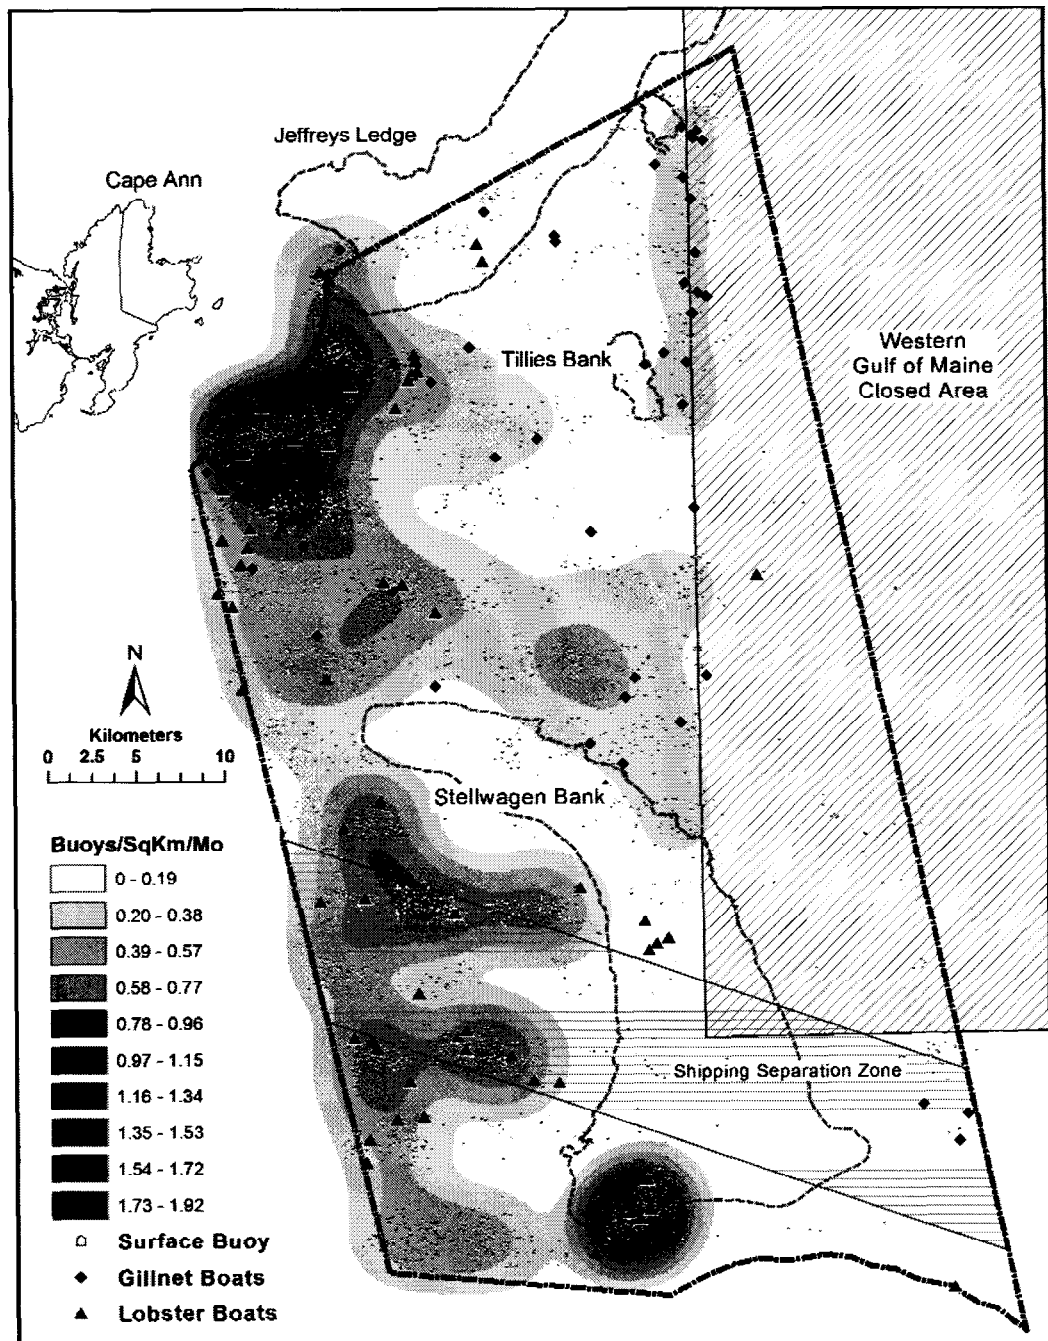 Jeffreys Ledge
Cape Ann
Tillies Bank
Western
Gulf of Maine
Closed Area
N
Kilometers
0 2.5 5 10
Stellwagen Bank
Buoys/SqKm/Mo
0 - 0.19
0.20 - 0.38
0.39 - 0.57
0.58 - 0.77
0.78 - 0.96
0.97 - 1.15
1.16 - 1.34
1.35 - 1.53
1.54 - 1.72
1.73 - 1.92
Shipping Separation Zone
Surface Buoy
Gillnet Boats
Lobster Boats